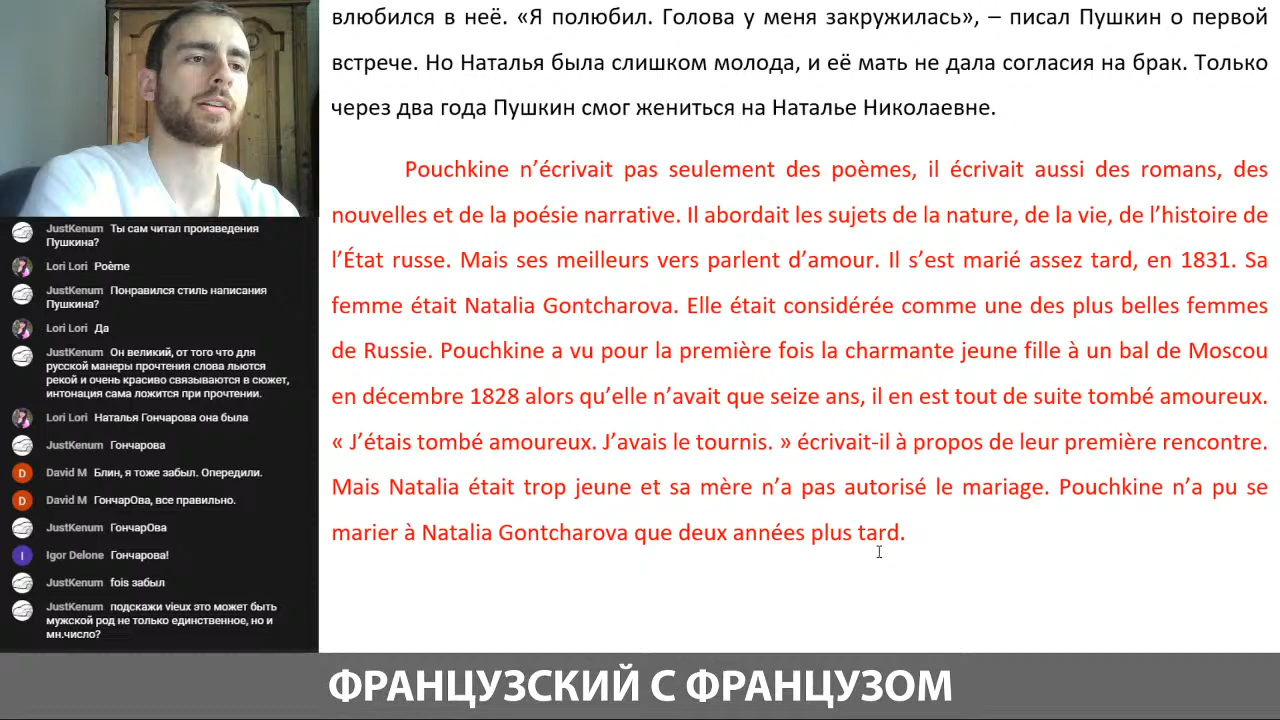 влюбился в неё. «Я полюбил. Голова у меня закружилась», – писал Пушкин о первой
встрече. Но Наталья была слишком молода, и её мать не дала согласия на брак. Только
через два года Пушкин смог жениться на Наталье Николаевне.
Pouchkine n’écrivait pas seulement des poèmes, il écrivait aussi des romans, des
nouvelles et de la poésie narrative. Il abordait les sujets de la nature, de la vie, de l’histoire de
l’État russe. Mais ses meilleurs vers parlent d’amour. Il s’est marié assez tard, en 1831. Sa
femme était Natalia Gontcharova. Elle était considérée comme une des plus belles femmes
de Russie. Pouchkine a vu pour la première fois la charmante jeune fille à un bal de Moscou
en décembre 1828 alors qu’elle n’avait que seize ans, il en est tout de suite tombé amoureux.
« J’étais tombé amoureux. J’avais le tournis. » écrivait-il à propos de leur première rencontre.
Mais Natalia était trop jeune et sa mère n’a pas autorisé le mariage. Pouchkine n’a pu se
marier à Natalia Gontcharova que deux années plus tard.
JustKenum Ты сам читал произведения
Пушкина?
Lori Lori Poème
JustKenum Понравился стиль написания
Пушкина?
Lori Lori Да
JustKenum Он великий, от того что для
русской манеры прочтения слова льются
рекой и очень красиво связываются в сюжет,
интонация сама ложится при прочтении.
Lori Lori Наталья Гончарова она была
JustKenum Гончарова
D David M Блин, я тоже забыл. Опередили.
D David M ГончарОва, все правильно.
JustKenum ГончарОва
I Igor Delone Гончарова!
JustKenum fois забыл
JustKenum подскажи vieux это может быть
мужской род не только единственное, но и
мн.число?
ФРАНЦУЗСКИЙ С ФРАНЦУЗОМ